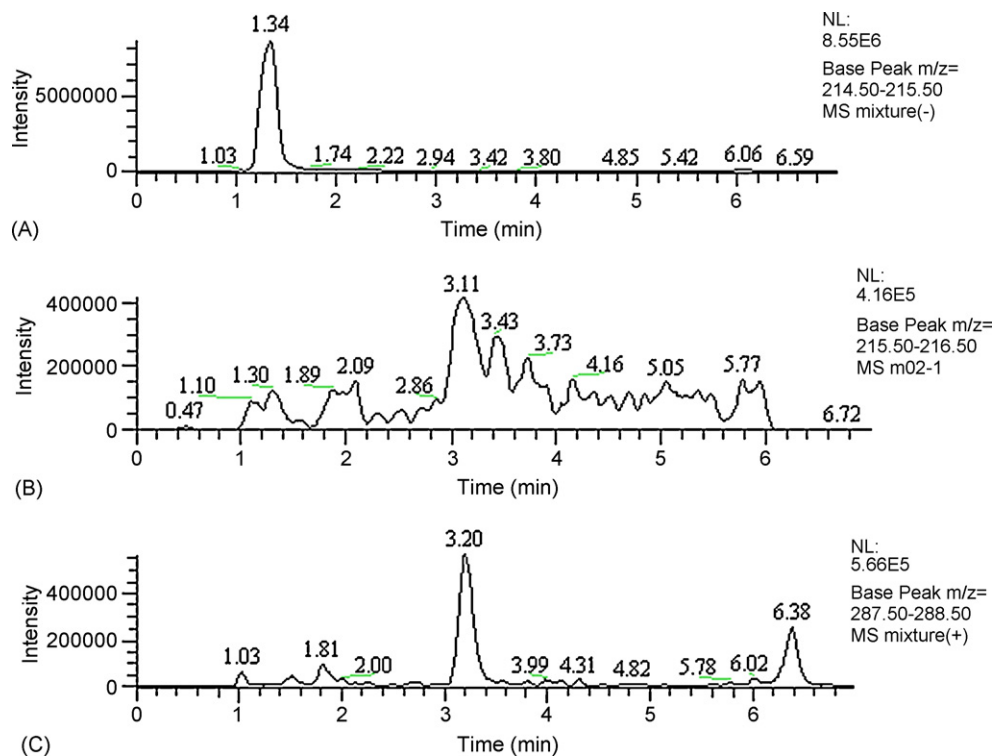 1.34
NL:
8.55E6
Base Peak m/z=
214.50-215.50
MS mixture(-)
Intensity
5000000
0
1.03
1.74
2.22
2.94
3.42
3.80
4.85
5.42
6.06
6.59
0 1 2 3 4 5 6
Time (min)
(A)
3.11
NL:
4.16E5
Base Peak m/z=
215.50-216.50
MS m02-1
Intensity
400000
200000
0
0.47
1.10
1.30
1.89
2.09
2.86
3.43
3.73
4.16
5.05
5.77
6.72
0 1 2 3 4 5 6
Time (min)
(B)
3.20
NL:
5.66E5
Base Peak m/z=
287.50-288.50
MS mixture(+)
Intensity
400000
200000
0
1.03
1.81
2.00
3.99
4.31
4.82
5.78
6.02
6.38
0 1 2 3 4 5 6
Time (min)
(C)